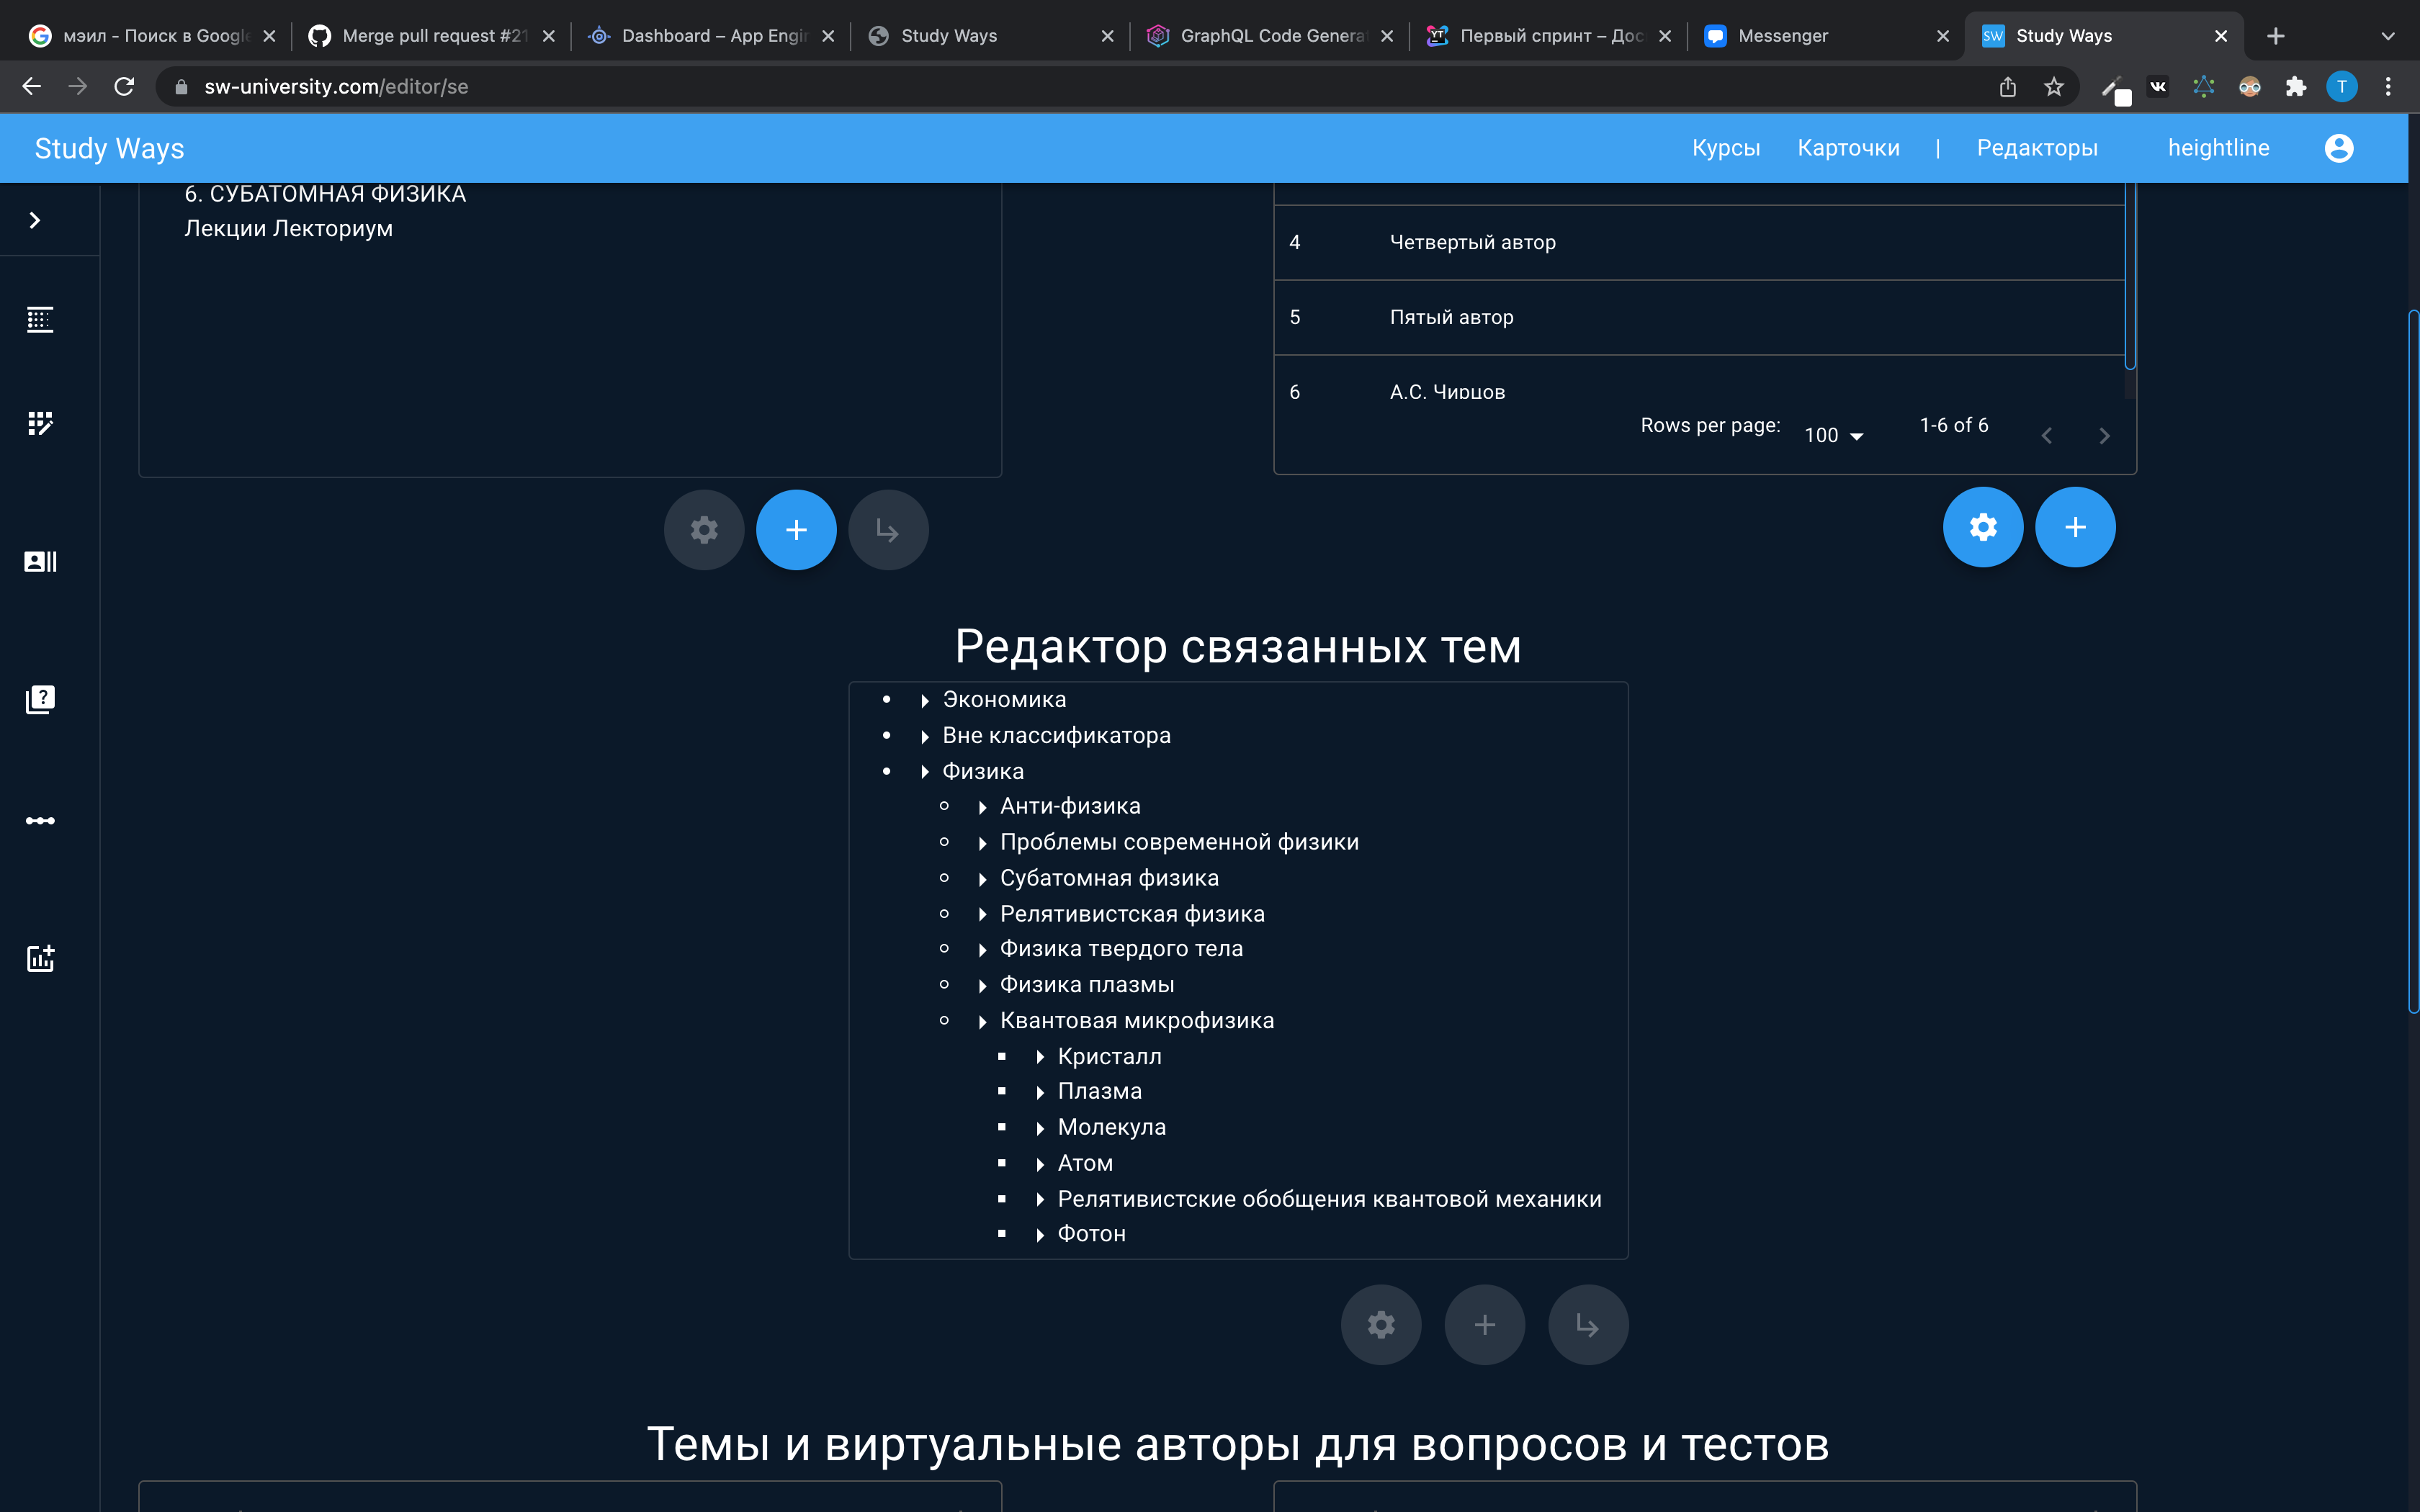 мэил - Поиск в Google
Merge pull request #21
Dashboard – App Engin
Study Ways
GraphQL Code Genera
Первый спринт – Дос
Messenger
SW Study Ways
sw-university.com/editor/se
T
Study Ways
Курсы Карточки | Редакторы heightline
6. СУБАТОМНАЯ ФИЗИКА
Лекции Лекториум
4 Четвертый автор
5 Пятый автор
6 А.С. Чирцов
Rows per page: 100 1-6 of 6
Редактор связанных тем
Экономика
Вне классификатора
Физика
Анти-физика
Проблемы современной физики
Субатомная физика
Релятивистская физика
Физика твердого тела
Физика плазмы
Квантовая микрофизика
Кристалл
Плазма
Молекула
Атом
Релятивистские обобщения квантовой механики
Фотон
Темы и виртуальные авторы для вопросов и тестов